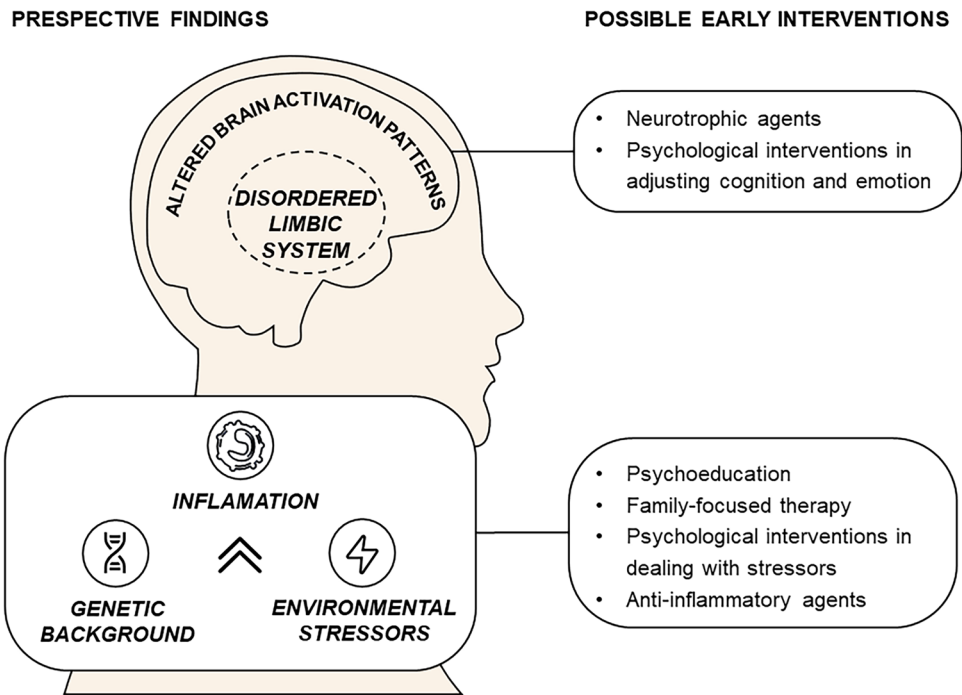 PRESPECTIVE FINDINGS
POSSIBLE EARLY INTERVENTIONS
ALTERED BRAIN ACTIVATION PATTERNS
DISORDERED
LIMBIC
SYSTEM
• Neurotrophic agents
• Psychological interventions in
adjusting cognition and emotion
INFLAMATION
GENETIC
BACKGROUND
ENVIRONMENTAL
STRESSORS
• Psychoeducation
• Family-focused therapy
• Psychological interventions in
dealing with stressors
• Anti-inflammatory agents